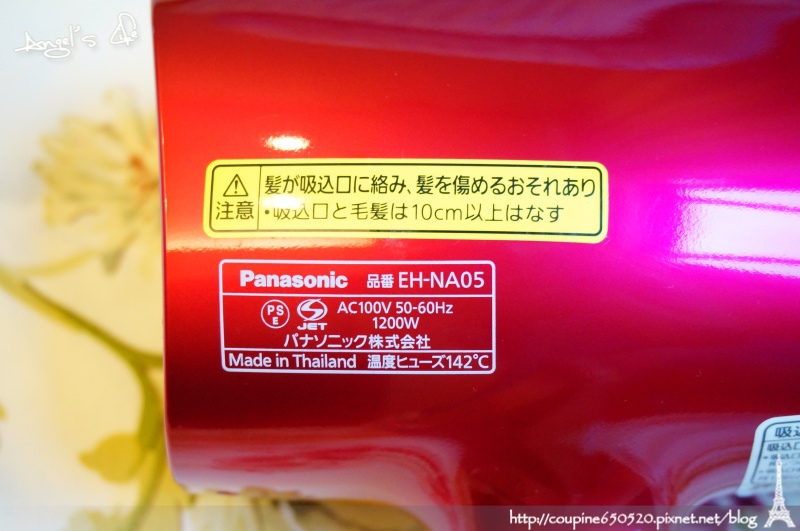 Angel's Life
⚠ 髪が吸込口に絡み、髪を傷めるおそれあり
注意 ・吸込口と毛髪は10cm以上はなす
Panasonic 品番 EH-NA05
PS E JET AC100V 50-60Hz
1200W
パナソニック株式会社
Made in Thailand 温度ヒューズ142℃
吸込
http://coupine650520.pixnet.net/blog